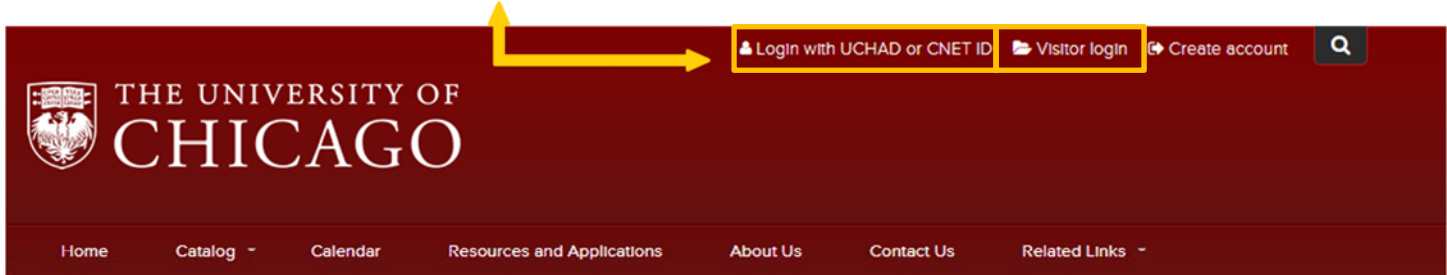 Login with UCHAD or CNET ID Visitor login Create account
THE UNIVERSITY OF
CHICAGO
Home Catalog Calendar Resources and Applications About Us Contact Us Related Links